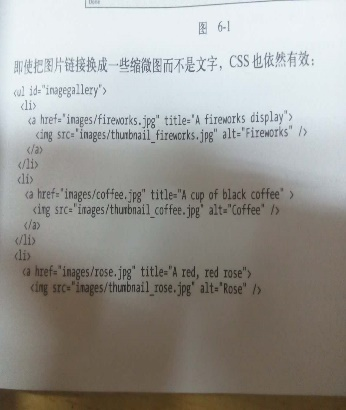 图 6-1
即使把图片链接换成一些缩微图而不是文字，CSS也依然有效：
<ul id="imagegallery">
<li>
<a href="images/fireworks.jpg" title="A fireworks display">
<img src="images/thumbnail_fireworks.jpg" alt="Fireworks" />
</a>
</li>
<li>
<a href="images/coffee.jpg" title="A cup of black coffee" >
<img src="images/thumbnail_coffee.jpg" alt="Coffee" />
</a>
</li>
<li>
<a href="images/rose.jpg" title="A red, red rose">
<img src="images/thumbnail_rose.jpg" alt="Rose" />